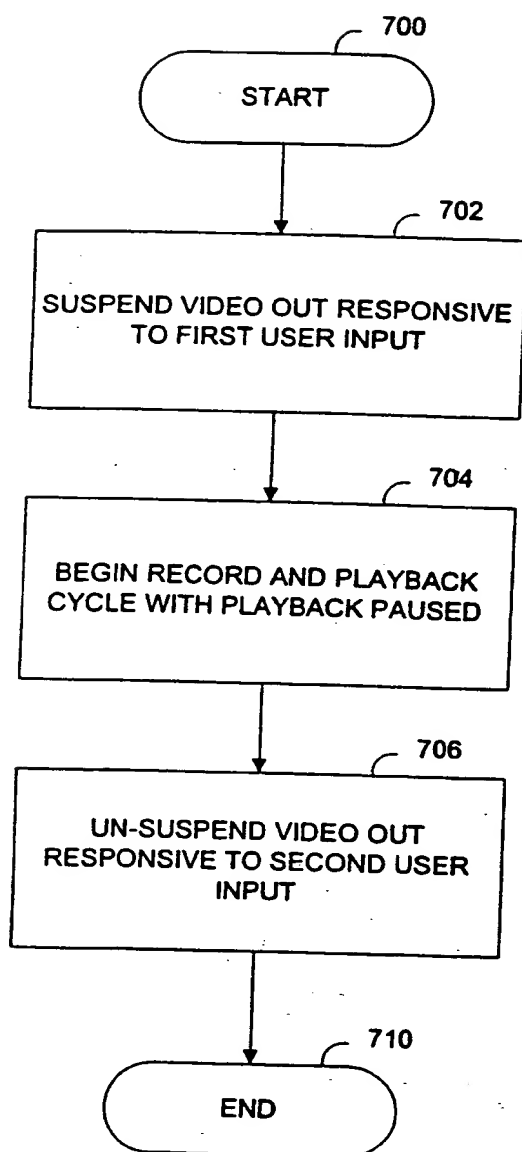 700
START
702
SUSPEND VIDEO OUT RESPONSIVE
TO FIRST USER INPUT
704
BEGIN RECORD AND PLAYBACK
CYCLE WITH PLAYBACK PAUSED
706
UN-SUSPEND VIDEO OUT
RESPONSIVE TO SECOND USER
INPUT
710
END